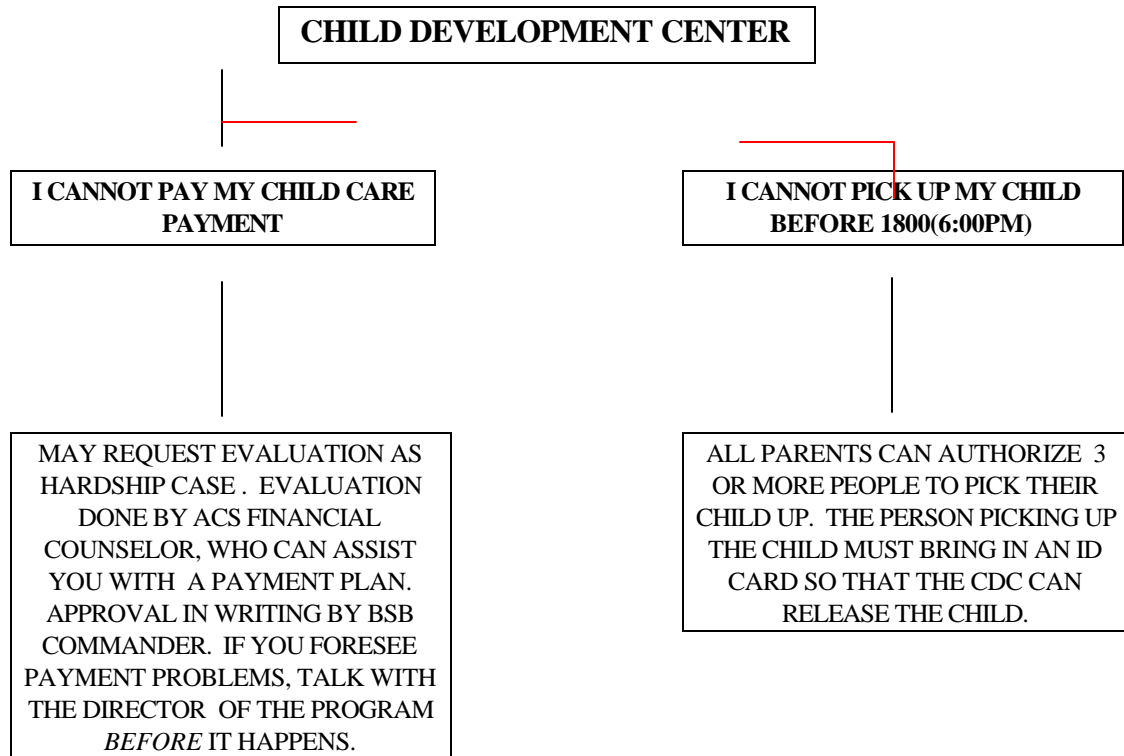 CHILD DEVELOPMENT CENTER
I CANNOT PAY MY CHILD CARE
PAYMENT
I CANNOT PICK UP MY CHILD
BEFORE 1800(6:00PM)
MAY REQUEST EVALUATION AS
HARDSHIP CASE . EVALUATION
DONE BY ACS FINANCIAL
COUNSELOR, WHO CAN ASSIST
YOU WITH A PAYMENT PLAN.
APPROVAL IN WRITING BY BSB
COMMANDER. IF YOU FORESEE
PAYMENT PROBLEMS, TALK WITH
THE DIRECTOR OF THE PROGRAM
BEFORE IT HAPPENS.
ALL PARENTS CAN AUTHORIZE 3
OR MORE PEOPLE TO PICK THEIR
CHILD UP. THE PERSON PICKING UP
THE CHILD MUST BRING IN AN ID
CARD SO THAT THE CDC CAN
RELEASE THE CHILD.